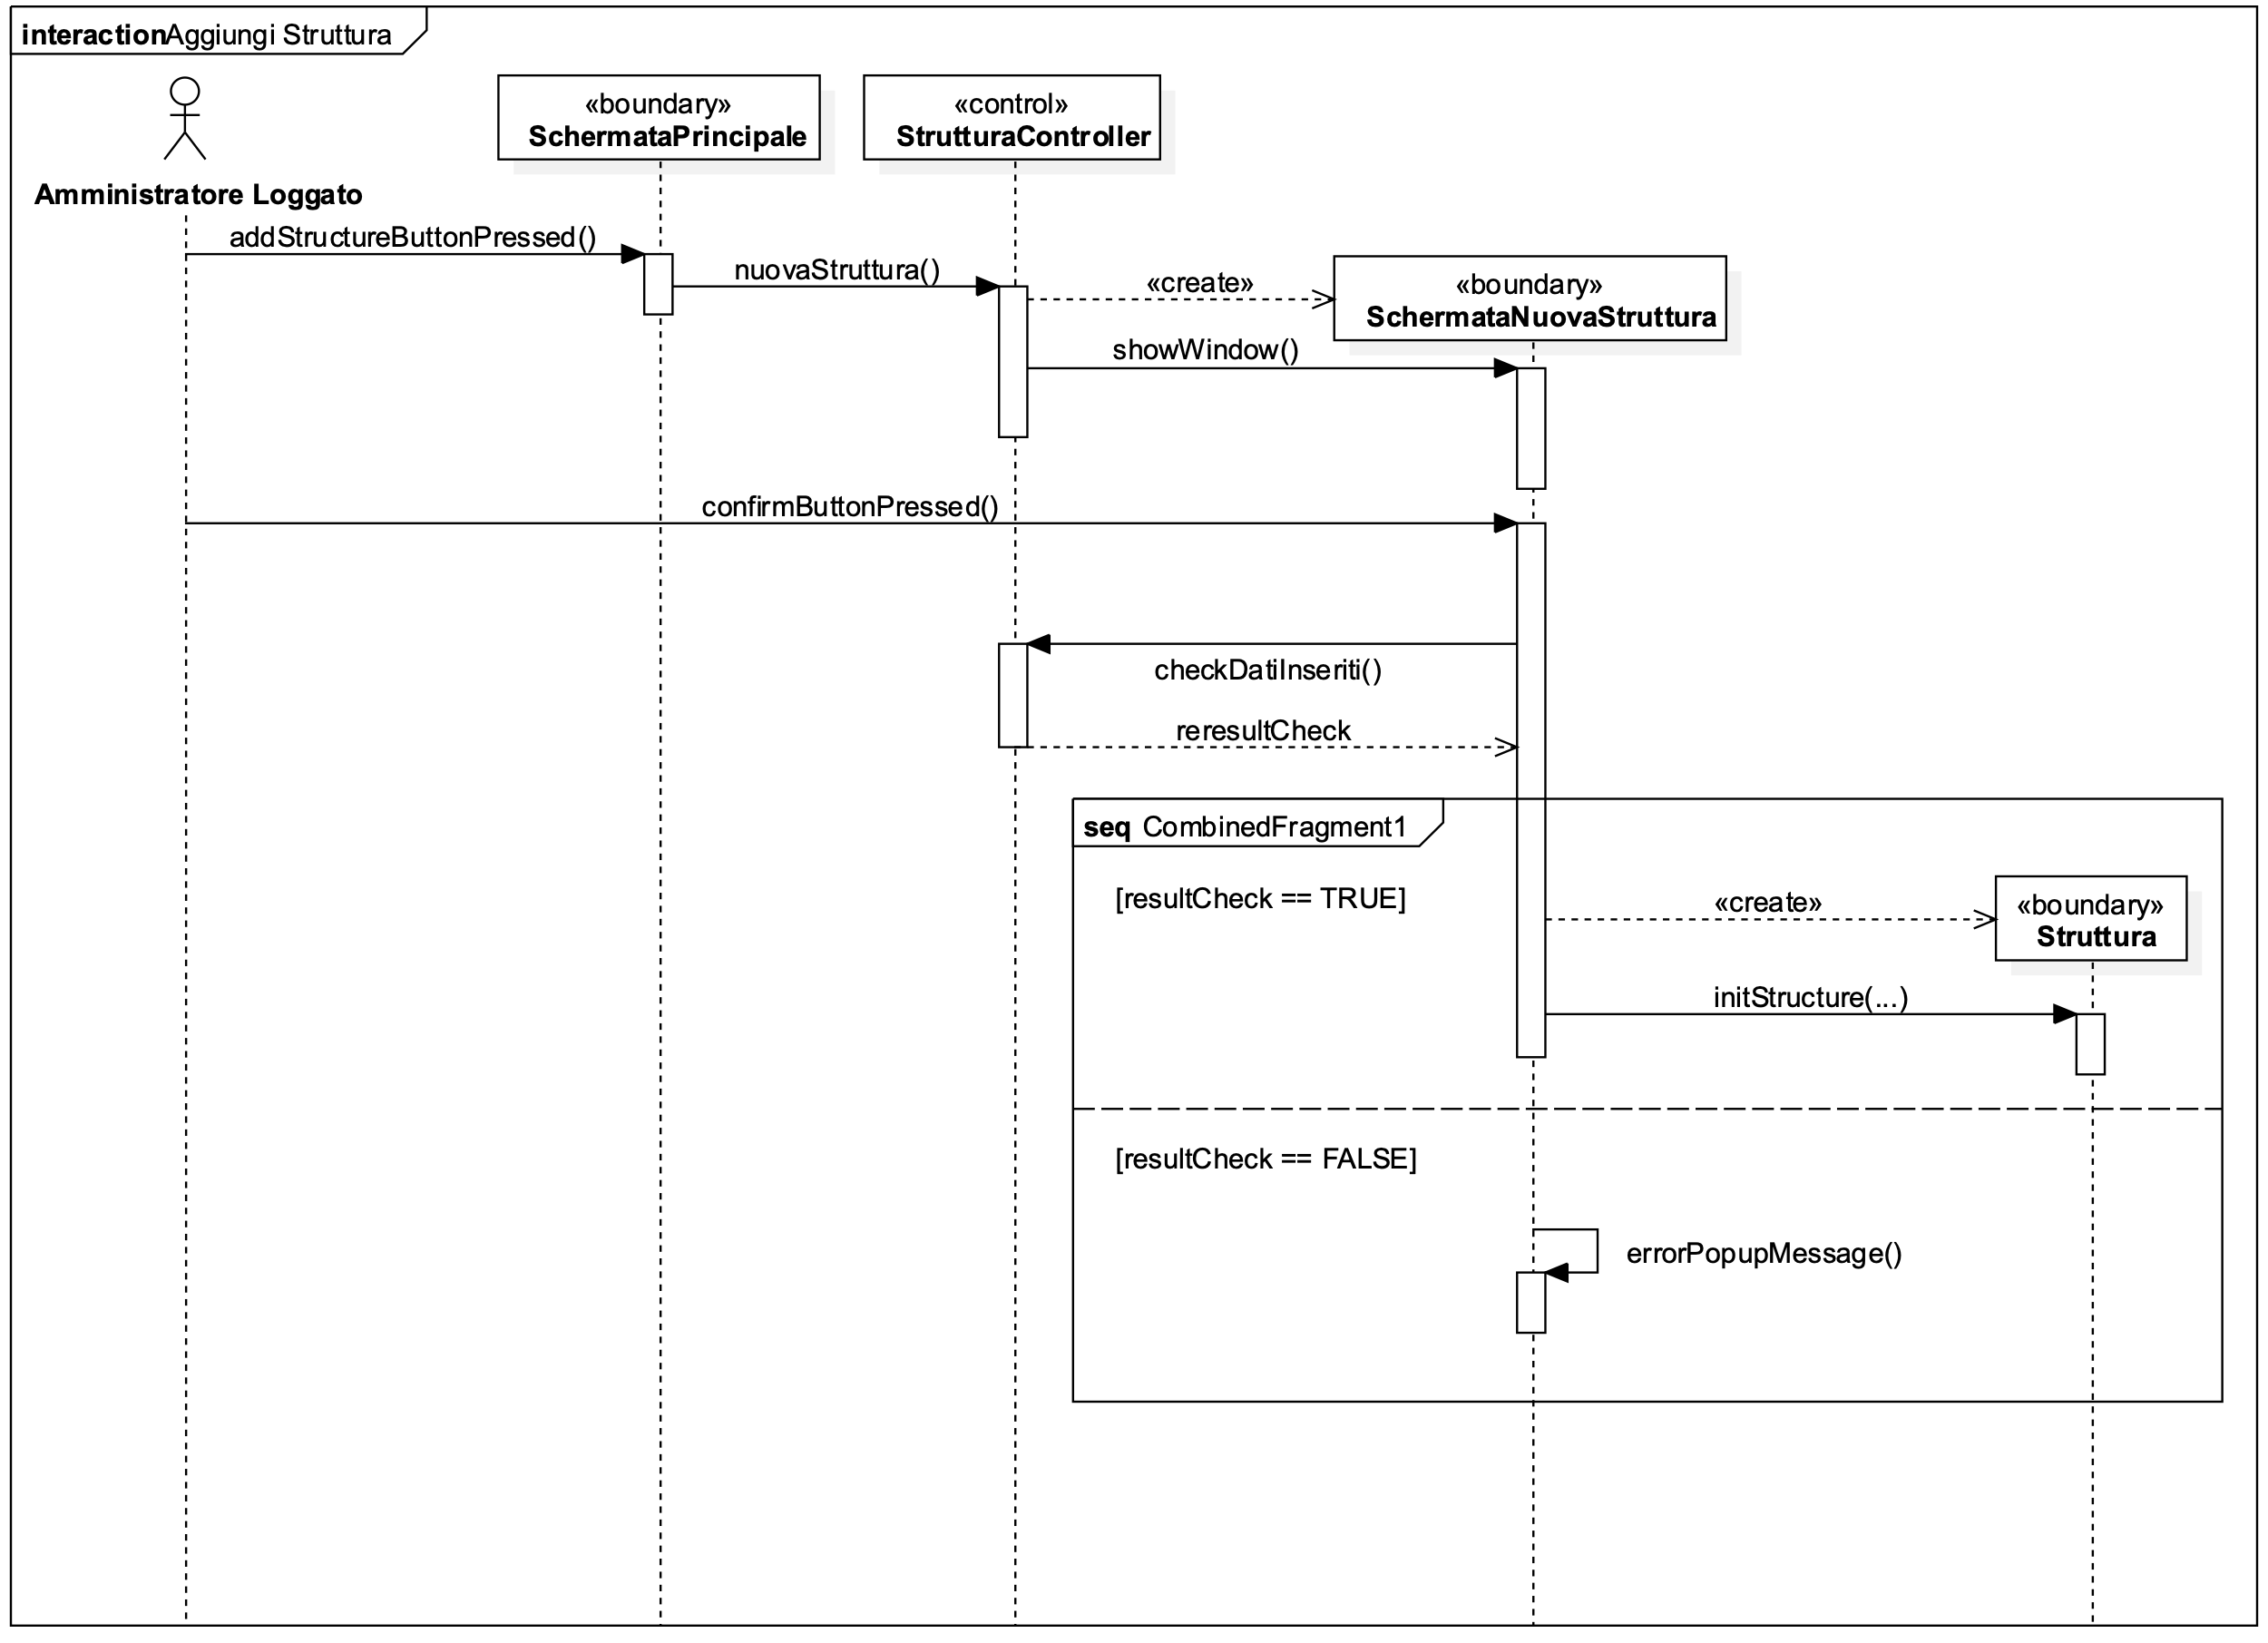 interactionAggiungi Struttura
«boundary»
SchermataPrincipale
«control»
StrutturaController
Amministratore Loggato
addStructureButtonPressed()
nuovaStruttura()
«create»
«boundary»
SchermataNuovaStruttura
showWindow()
confirmButtonPressed()
checkDatiInseriti()
reresultCheck
seq CombinedFragment1
[resultCheck == TRUE]
«create»
«boundary»
Struttura
initStructure(...)
[resultCheck == FALSE]
errorPopupMessage()